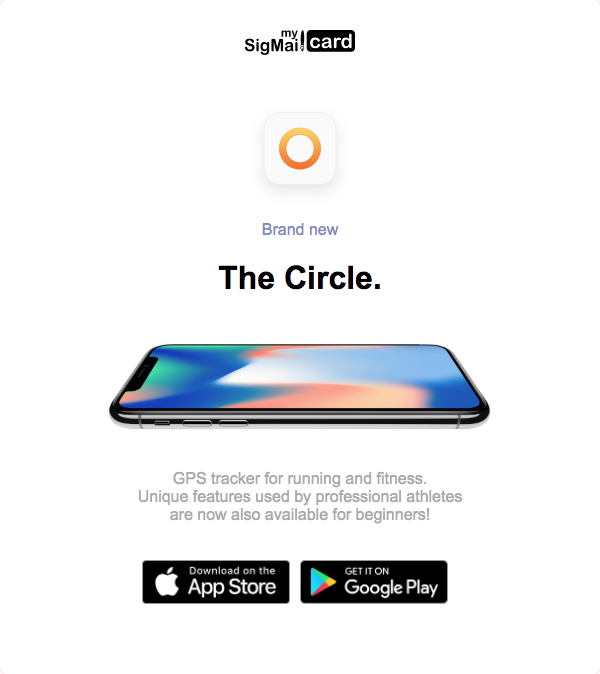 my
SigMail card
Brand new
The Circle.
GPS tracker for running and fitness.
Unique features used by professional athletes
are now also available for beginners!
Download on the
App Store
GET IT ON
Google Play